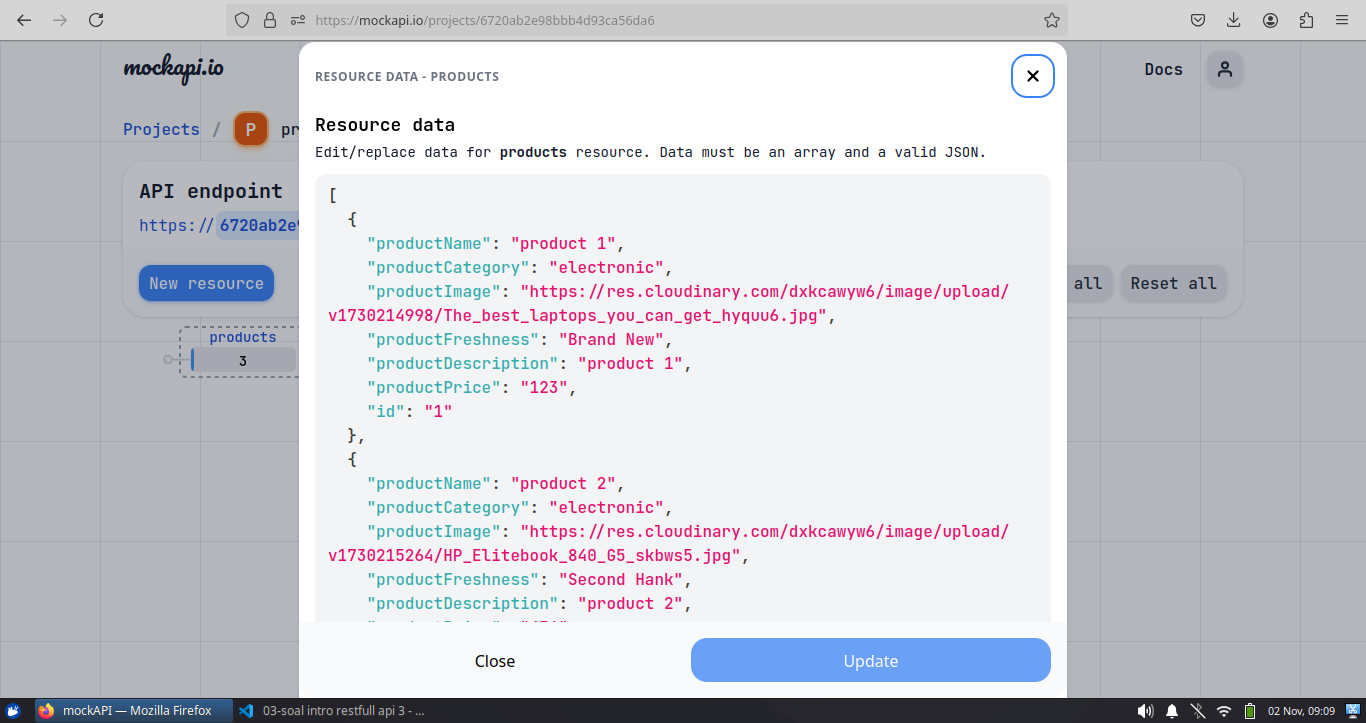 https://mockapi.io/projects/6720ab2e98bbb4d93ca56da6
mockapi.io
Docs
Projects / P pr
API endpoint
https://6720ab2e9
New resource
all
Reset all
products
3
RESOURCE DATA - PRODUCTS
Resource data
Edit/replace data for products resource. Data must be an array and a valid JSON.
[
{
"productName": "product 1",
"productCategory": "electronic",
"productImage": "https://res.cloudinary.com/dxkcawyw6/image/upload/
v1730214998/The_best_laptops_you_can_get_hyquu6.jpg",
"productFreshness": "Brand New",
"productDescription": "product 1",
"productPrice": "123",
"id": "1"
},
{
"productName": "product 2",
"productCategory": "electronic",
"productImage": "https://res.cloudinary.com/dxkcawyw6/image/upload/
v1730215264/HP_Elitebook_840_G5_skbws5.jpg",
"productFreshness": "Second Hank",
"productDescription": "product 2",
Close
Update
mockAPI — Mozilla Firefox
03-soal intro restfull api 3 - ...
02 Nov, 09:09